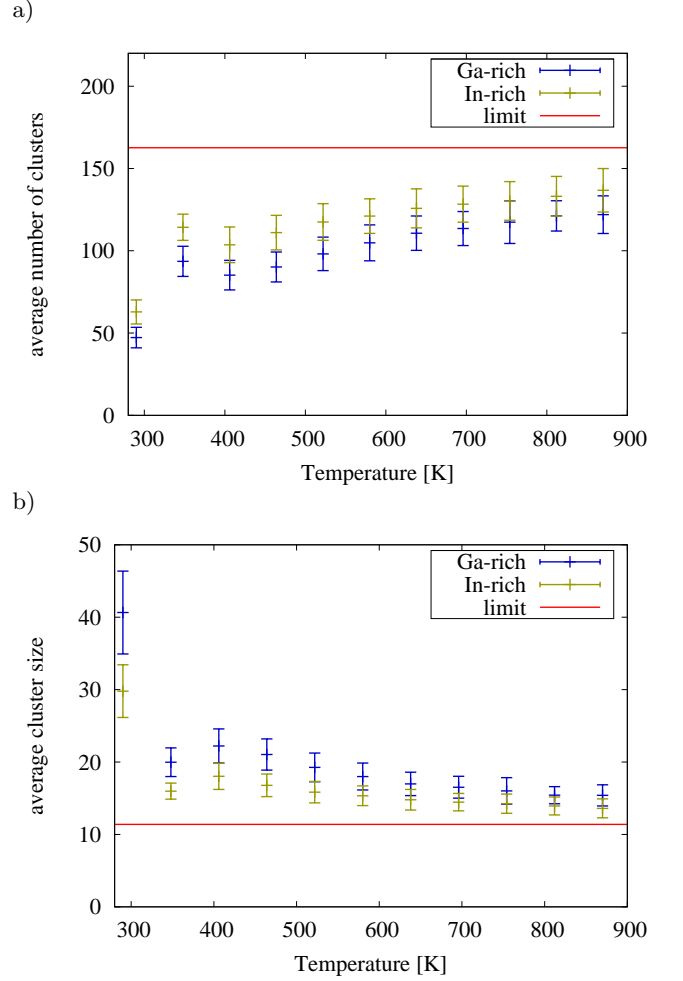 a)
average number of clusters
200
150
100
50
0
Ga-rich
In-rich
limit
300 400 500 600 700 800 900
Temperature [K]
b)
average cluster size
50
40
30
20
10
0
Ga-rich
In-rich
limit
300 400 500 600 700 800 900
Temperature [K]